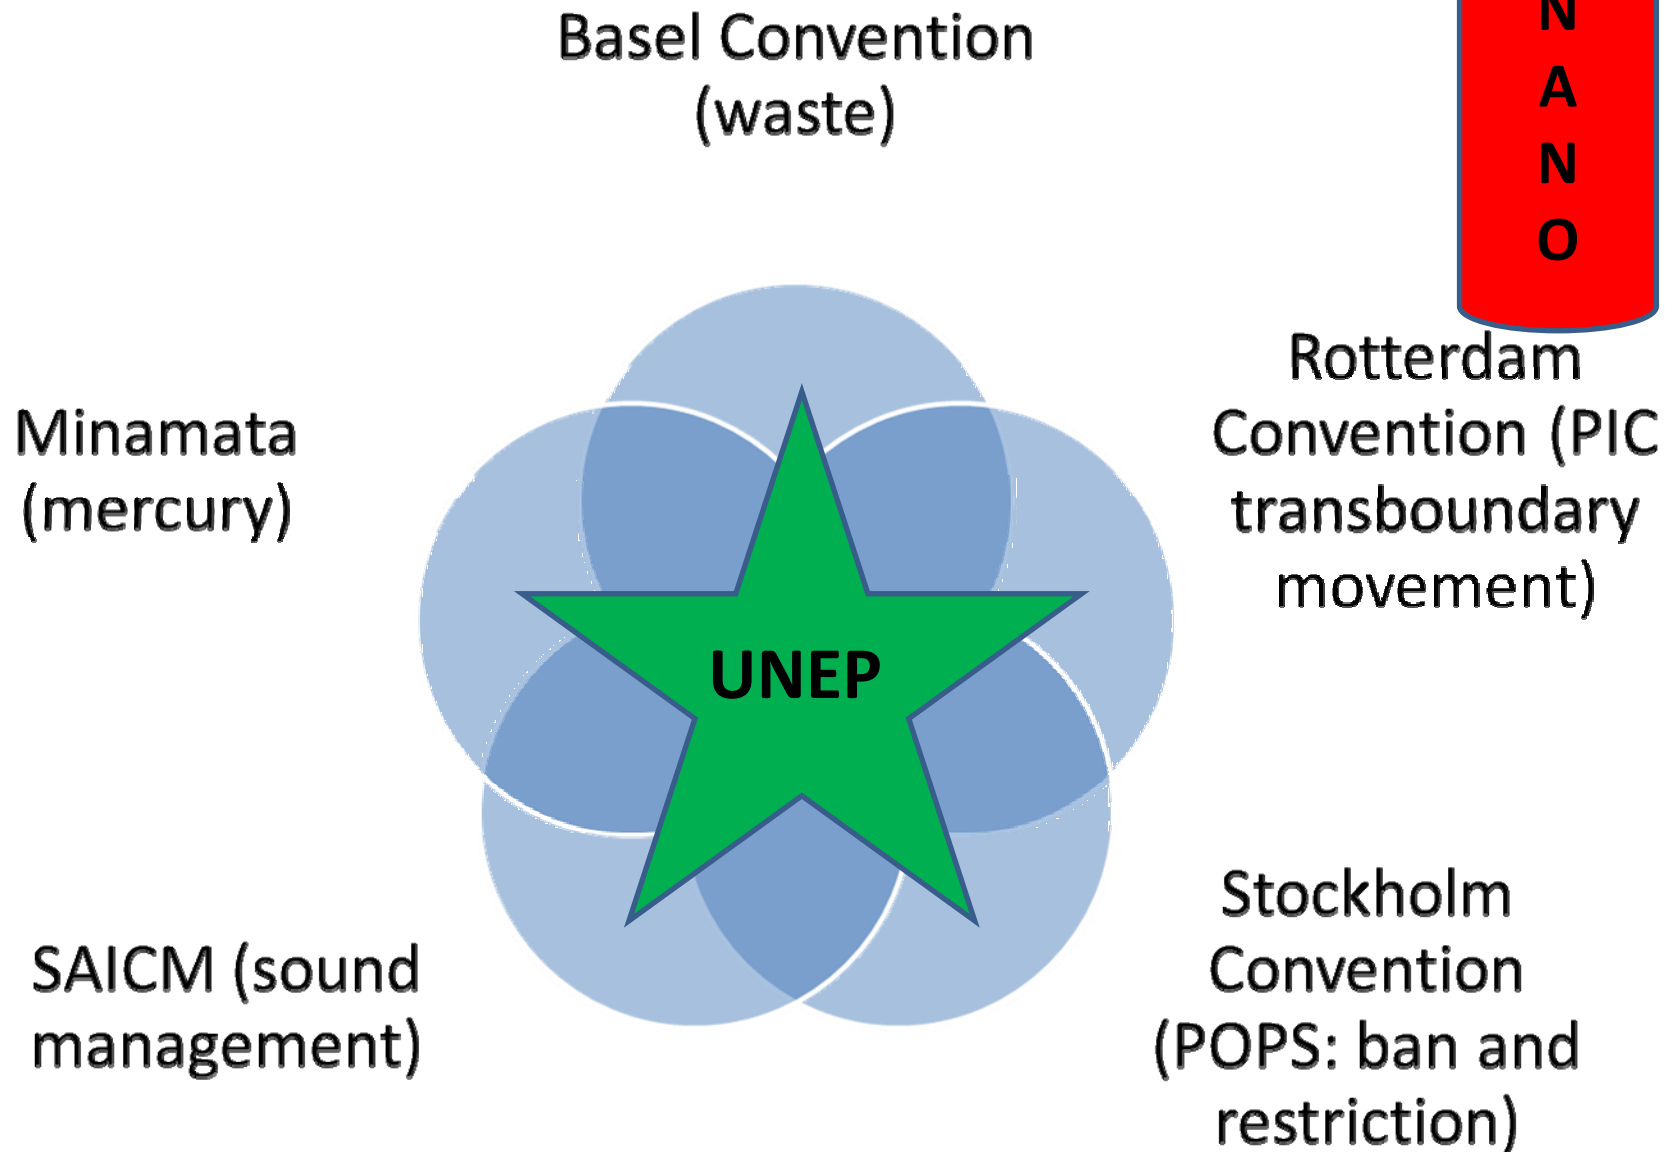 Basel Convention
(waste)
N
A
N
O
Rotterdam
Convention (PIC
transboundary
movement)
Minamata
(mercury)
UNEP
Stockholm
Convention
(POPS: ban and
restriction)
SAICM (sound
management)